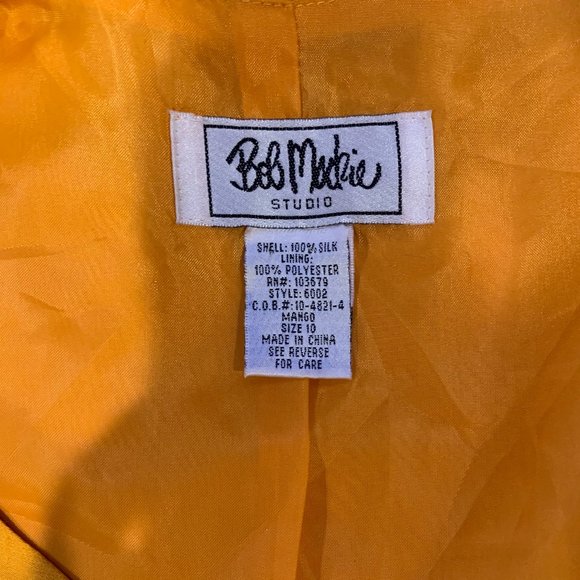 Bob Mackie
STUDIO
SHELL: 100% SILK
LINING:
100% POLYESTER
RN#: 103679
STYLE: 6002
C.O.B.#: 10-4821-4
MANGO
SIZE 10
MADE IN CHINA
SEE REVERSE
FOR CARE